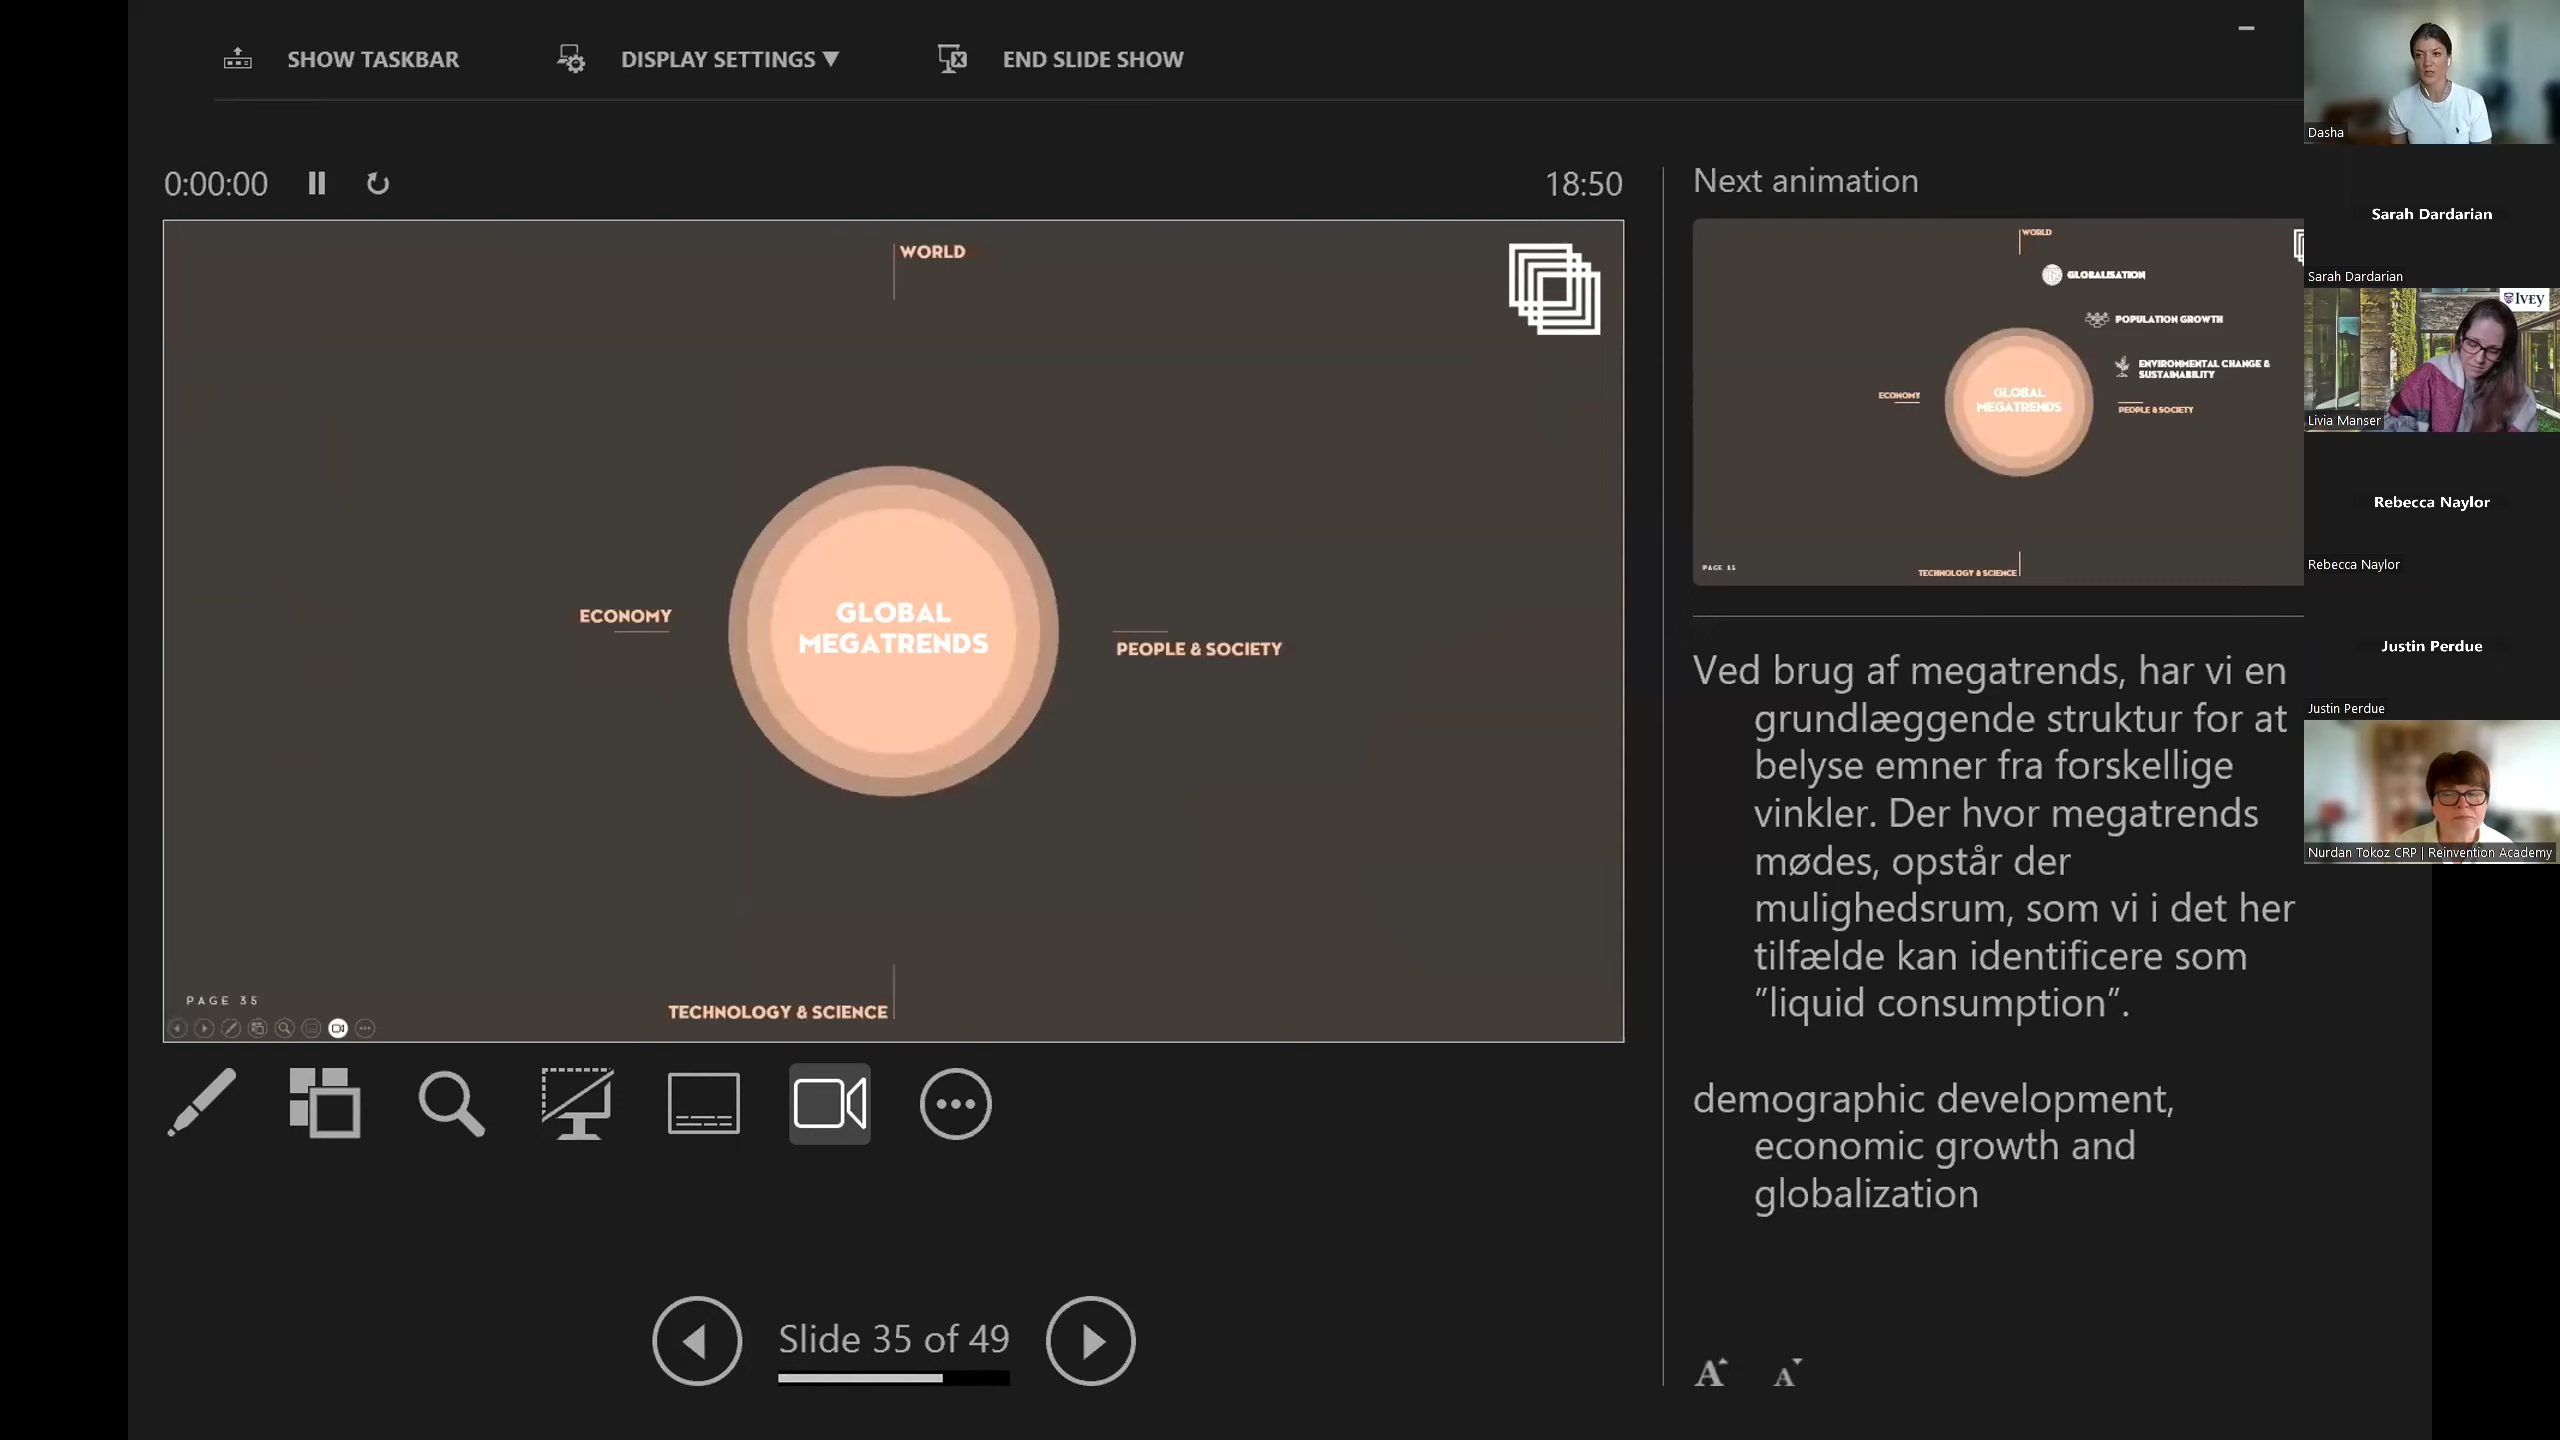 SHOW TASKBAR
DISPLAY SETTINGS ▼
END SLIDE SHOW
0:00:00
18:50
WORLD
ECONOMY
GLOBAL
MEGATRENDS
PEOPLE & SOCIETY
TECHNOLOGY & SCIENCE
PAGE 35
Slide 35 of 49
Next animation
WORLD
GLOBALISATION
POPULATION GROWTH
ENVIRONMENTAL CHANGE &
SUSTAINABILITY
ECONOMY
GLOBAL
MEGATRENDS
PEOPLE & SOCIETY
PAGE 35
TECHNOLOGY & SCIENCE
Ved brug af megatrends, har vi en
grundlæggende struktur for at
belyse emner fra forskellige
vinkler. Der hvor megatrends
mødes, opstår der
mulighedsrum, som vi i det her
tilfælde kan identificere som
”liquid consumption”.
demographic development,
economic growth and
globalization
A A
Dasha
Sarah Dardarian
Sarah Dardarian
IVEY
Livia Manser
Rebecca Naylor
Rebecca Naylor
Justin Perdue
Justin Perdue
Nurdan Tokoz CRP | Reinvention Academy